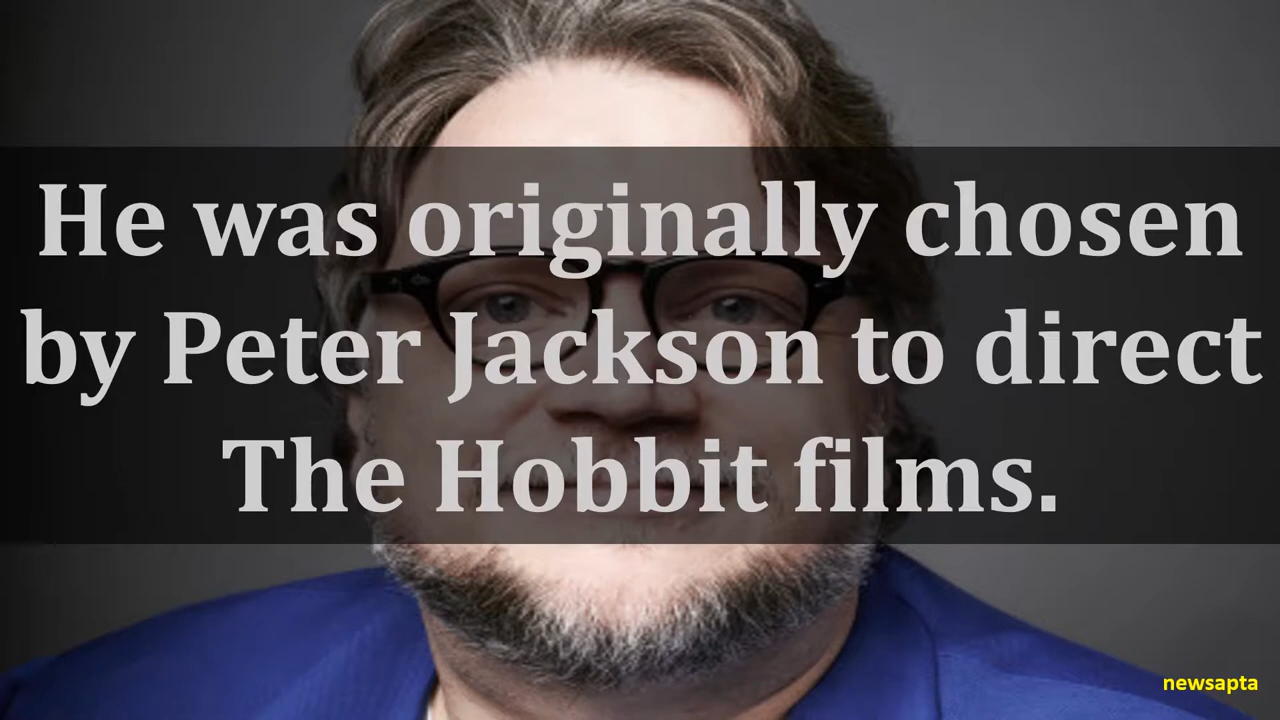 He was originally chosen
by Peter Jackson to direct
The Hobbit films.
newsapta